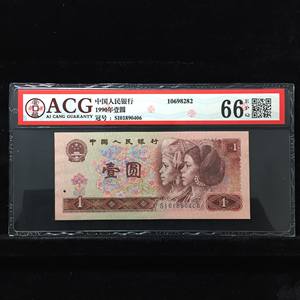 ACG
AI CANG GUARANTY
中国人民银行 10698282
1990年壹圆
冠号：SI01890406
66
中国人民银行
壹圆
1
1
SI01890406